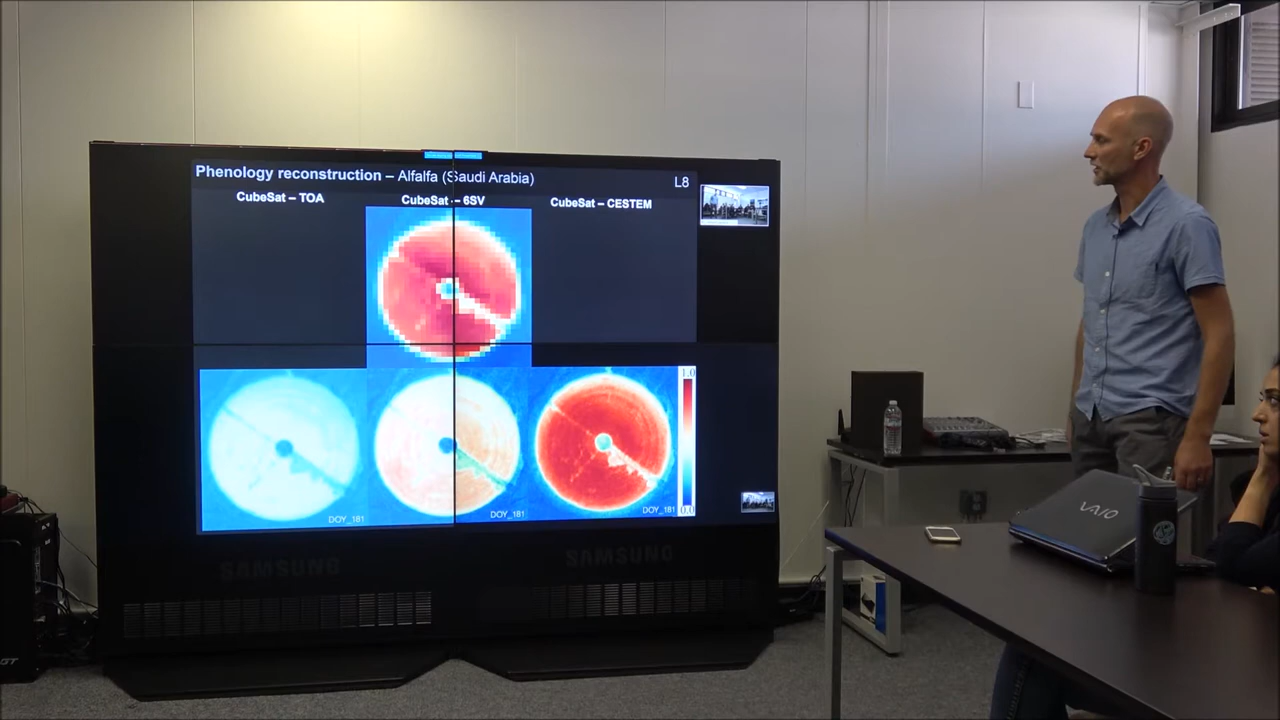 Phenology reconstruction – Alfalfa (Saudi Arabia)
L8
CubeSat – TOA
CubeSat – 6SV
CubeSat – CESTEM
1.0
0.0
DOY_181
DOY_181
DOY_181
SAMSUNG
SAMSUNG
VAIO
GT